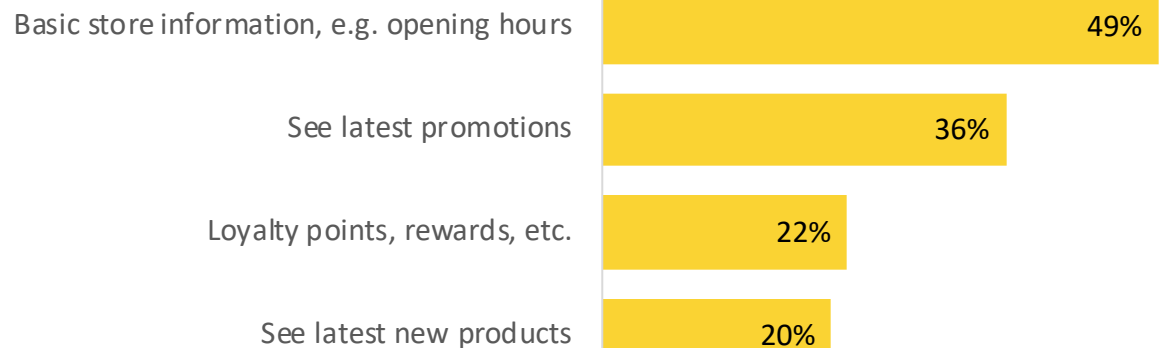 Basic store information, e.g. opening hours 49%
See latest promotions 36%
Loyalty points, rewards, etc. 22%
See latest new products 20%